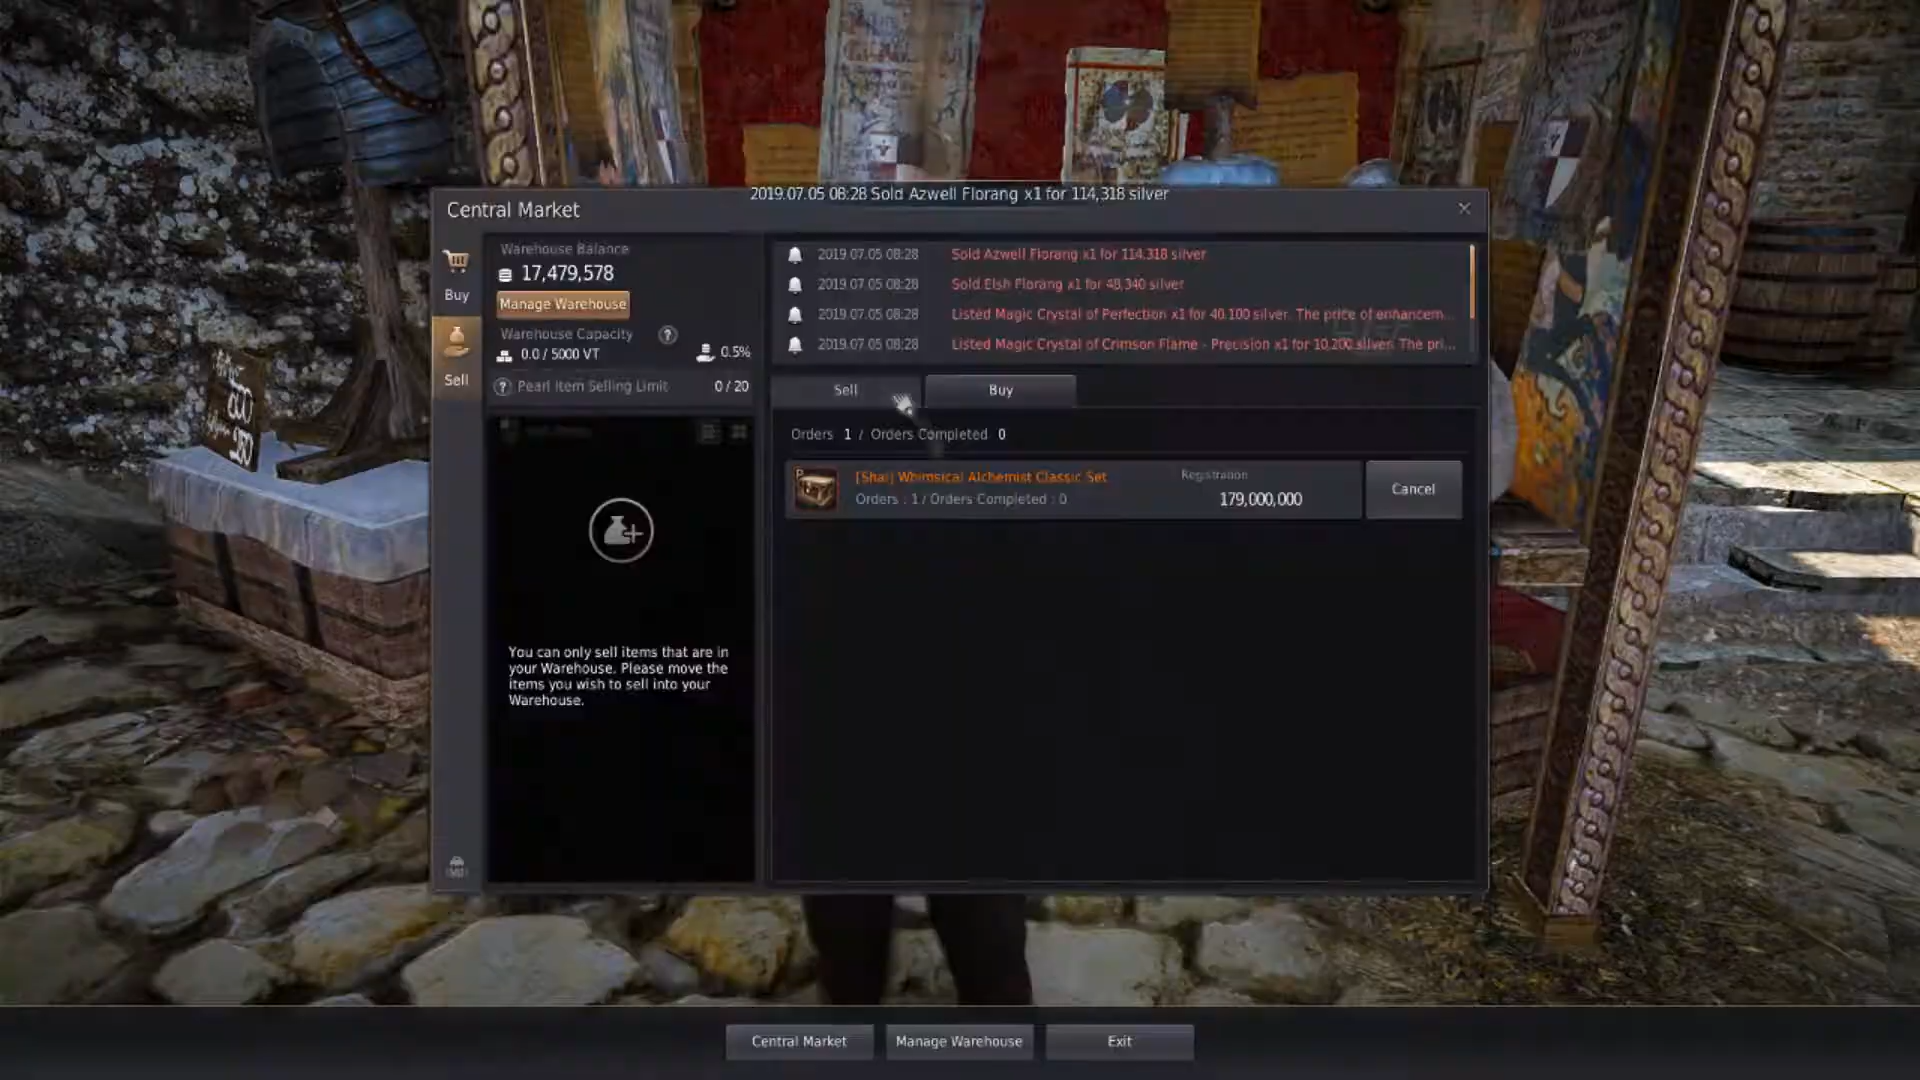 2019.07.05 08:28 Sold Azwell Florang x1 for 114,318 silver
Central Market
Buy
Sell
Warehouse Balance
17,479,578
Manage Warehouse
Warehouse Capacity ?
0.0 / 5000 VT 0.5%
? Pearl Item Selling Limit 0 / 20
2019.07.05 08:28 Sold Azwell Florang x1 for 114,318 silver
2019.07.05 08:28 Sold Elsh Florang x1 for 48,340 silver
2019.07.05 08:28 Listed Magic Crystal of Perfection x1 for 40,100 silver. The price of enhancem...
2019.07.05 08:28 Listed Magic Crystal of Crimson Flame - Precision x1 for 10,200 silver. The pri...
Sell Buy
Orders 1 / Orders Completed 0
[Shai] Whimsical Alchemist Classic Set
Orders : 1 / Orders Completed : 0
Registration
179,000,000
Cancel
You can only sell items that are in
your Warehouse. Please move the
items you wish to sell into your
Warehouse.
Central Market Manage Warehouse Exit